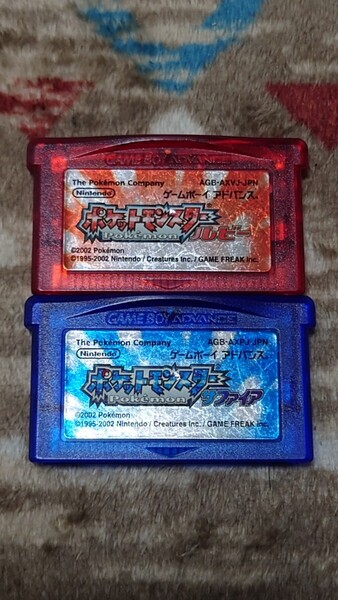 GAME BOY ADVANCE
The Pokémon Company AGB-AXVJ-JPN
Nintendo ゲームボーイ アドバンス
ポケットモンスター
Pokémon ルビー
©2002 Pokémon
©1995-2002 Nintendo / Creatures inc. / GAME FREAK inc.
GAME BOY ADVANCE
The Pokémon Company AGB-AXPJ-JPN
Nintendo ゲームボーイ アドバンス
ポケットモンスター
Pokémon サファイア
©2002 Pokémon
©1995-2002 Nintendo / Creatures inc. / GAME FREAK inc.